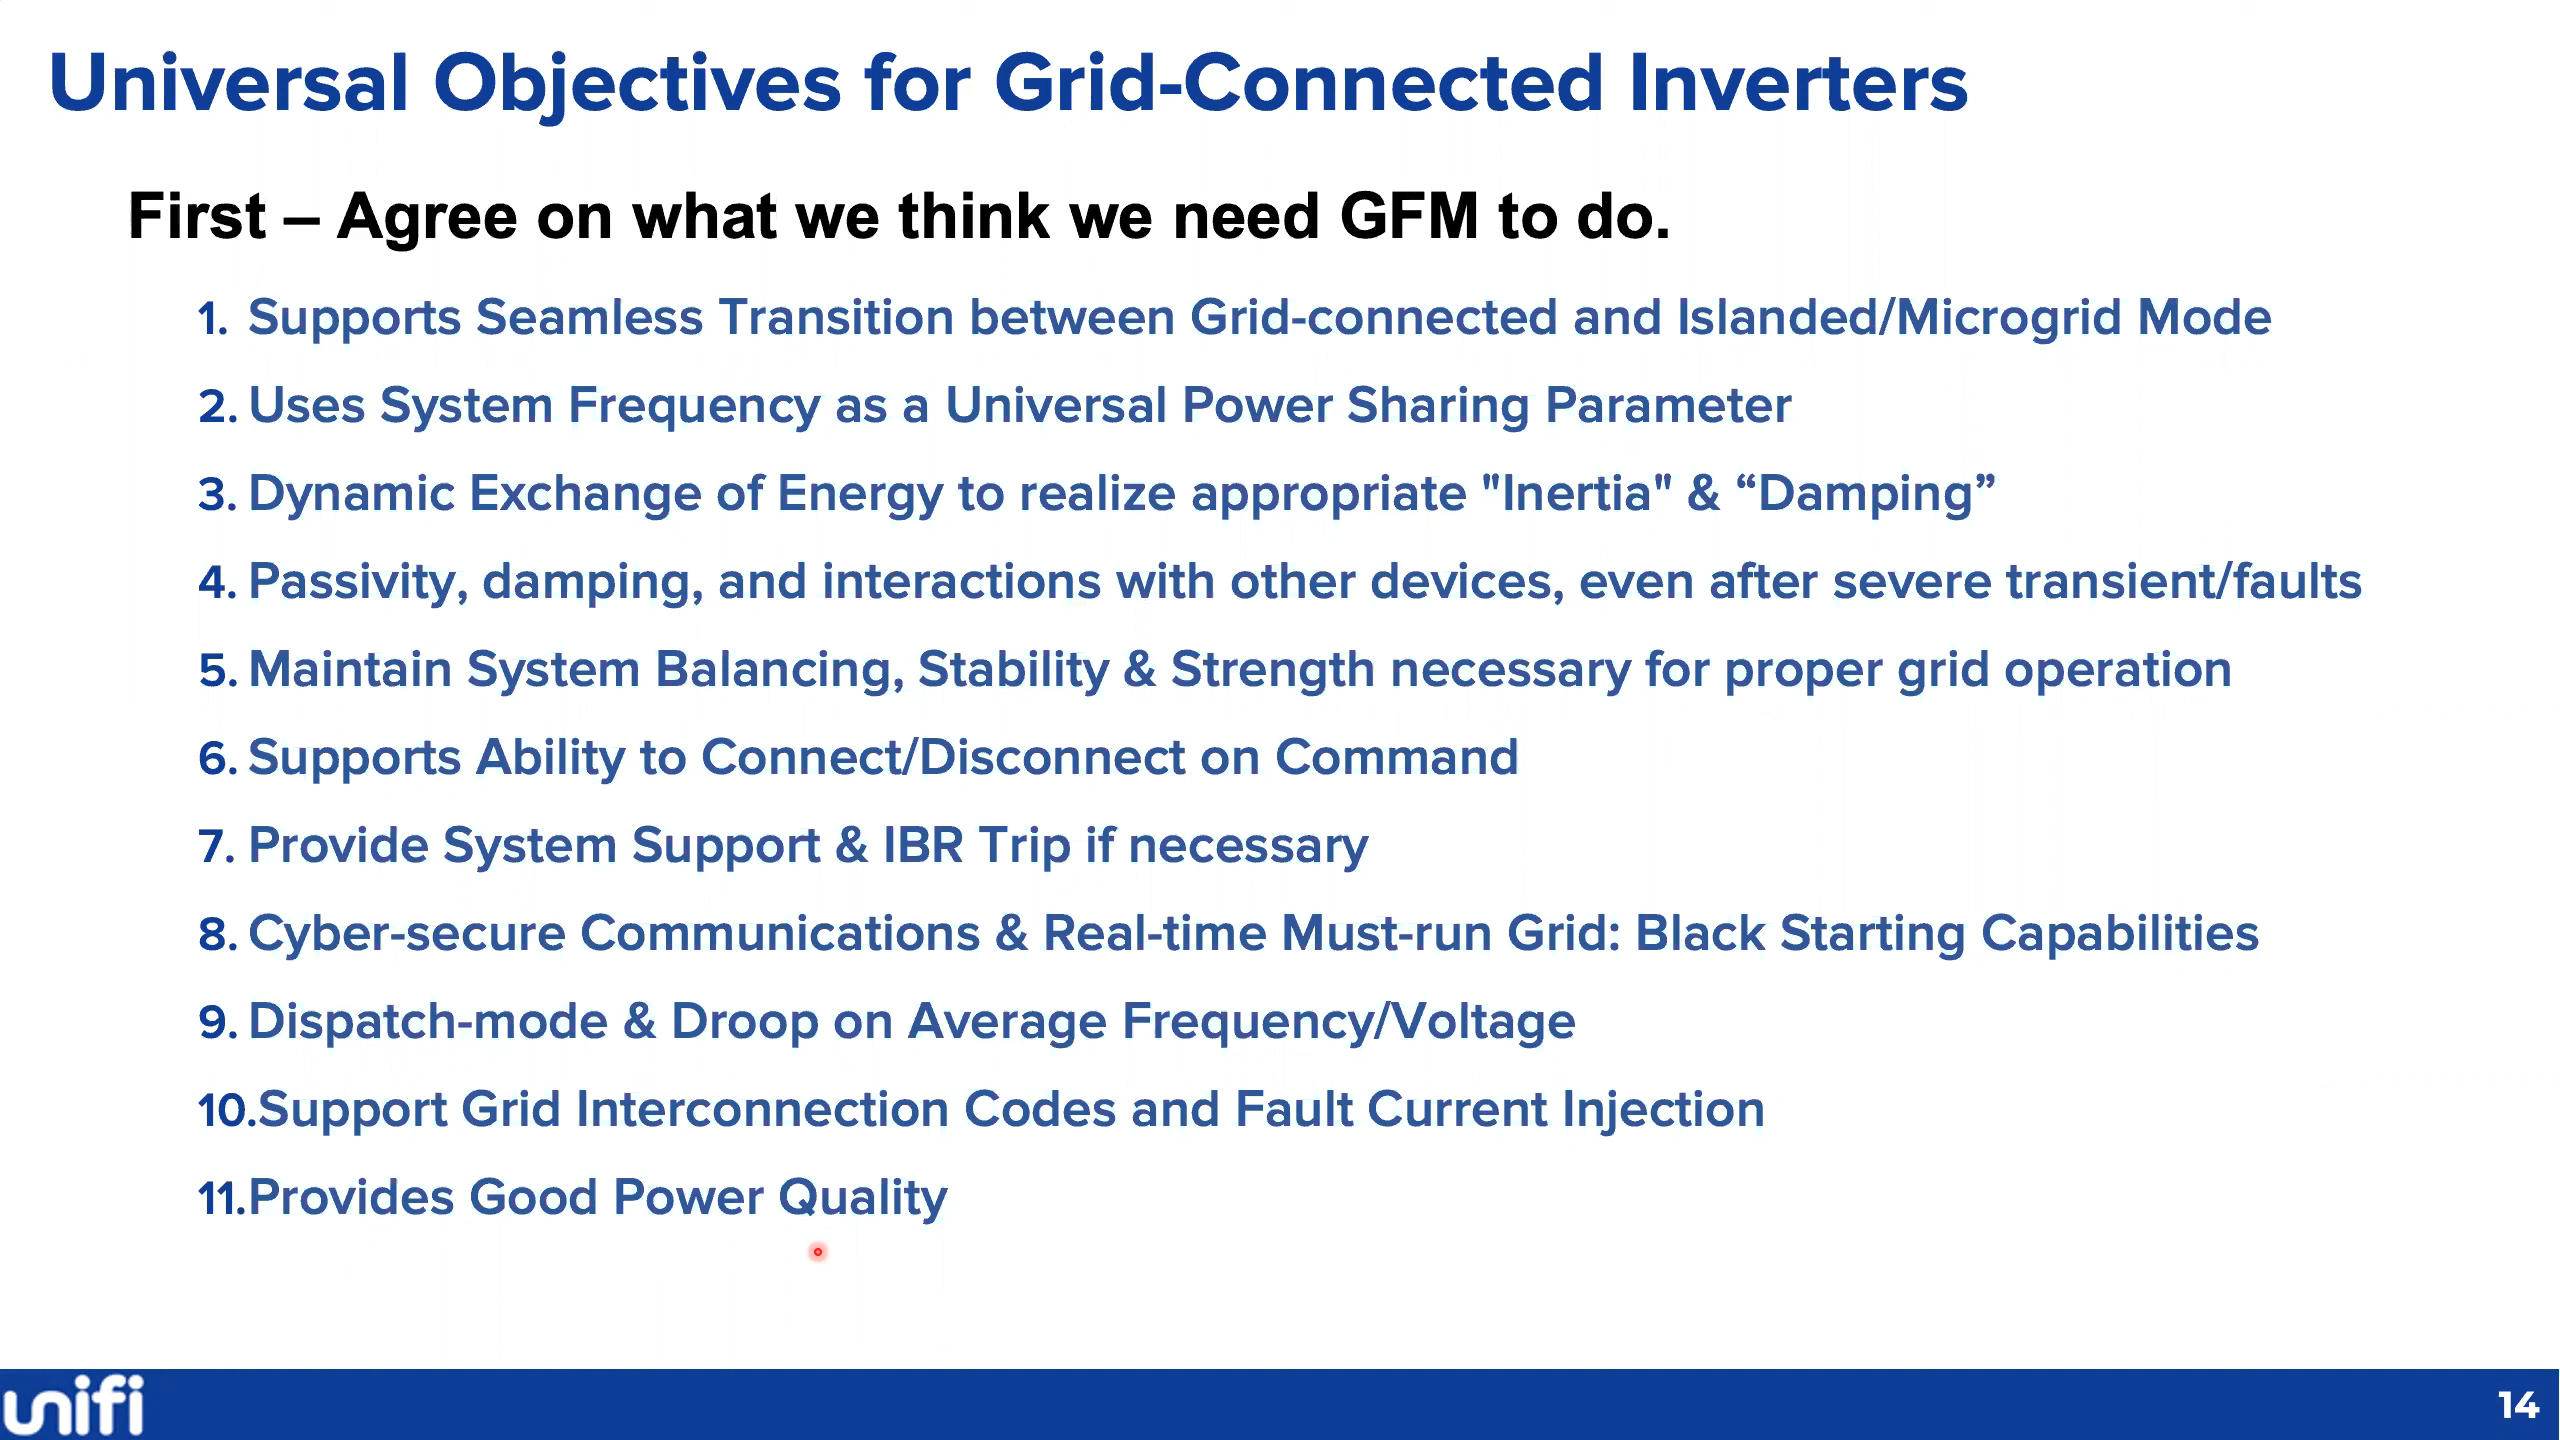 Universal Objectives for Grid-Connected Inverters
First – Agree on what we think we need GFM to do.
1. Supports Seamless Transition between Grid-connected and Islanded/Microgrid Mode
2. Uses System Frequency as a Universal Power Sharing Parameter
3. Dynamic Exchange of Energy to realize appropriate "Inertia" & “Damping”
4. Passivity, damping, and interactions with other devices, even after severe transient/faults
5. Maintain System Balancing, Stability & Strength necessary for proper grid operation
6. Supports Ability to Connect/Disconnect on Command
7. Provide System Support & IBR Trip if necessary
8. Cyber-secure Communications & Real-time Must-run Grid: Black Starting Capabilities
9. Dispatch-mode & Droop on Average Frequency/Voltage
10.Support Grid Interconnection Codes and Fault Current Injection
11.Provides Good Power Quality
unifi
14